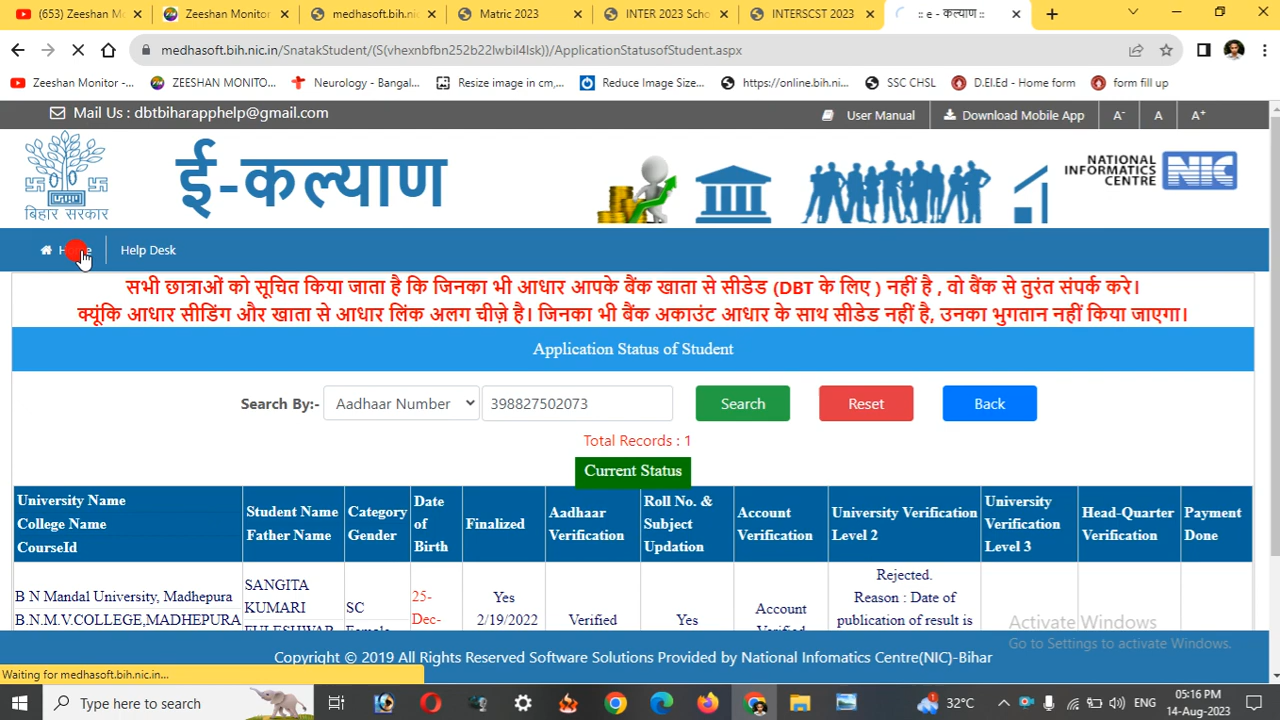 (653) Zeeshan M
Zeeshan Monitor
medhasoft.bih.nic
Matric 2023
INTER 2023 Scho
INTERSCST 2023
:: e - कल्याण ::
medhasoft.bih.nic.in/SnatakStudent/(S(vhexnbfbn252b22lwbil4lsk))/ApplicationStatusofStudent.aspx
Zeeshan Monitor -...
ZEESHAN MONITO...
Neurology - Bangal...
Resize image in cm,...
Reduce Image Size...
https://online.bih.ni...
SSC CHSL
D.El.Ed - Home form
form fill up
Mail Us : dbtbiharapphelp@gmail.com
User Manual
Download Mobile App
A-
A
A+
बिहार सरकार
ई-कल्याण
NATIONAL
INFORMATICS
CENTRE
NIC
Help Desk
सभी छात्राओं को सूचित किया जाता है कि जिनका भी आधार आपके बैंक खाता से सीडेड (DBT के लिए ) नहीं है , वो बैंक से तुरंत संपर्क करे।
क्यूंकि आधार सीडिंग और खाता से आधार लिंक अलग चीज़े है। जिनका भी बैंक अकाउंट आधार के साथ सीडेड नहीं है, उनका भुगतान नहीं किया जाएगा।
Application Status of Student
Search By:- Aadhaar Number 398827502073 Search Reset Back
Total Records : 1
Current Status
University Name
College Name
CourseId
Student Name
Father Name
Category
Gender
Date
of
Birth
Finalized
Aadhaar
Verification
Roll No. &
Subject
Updation
Account
Verification
University Verification
Level 2
University
Verification
Level 3
Head-Quarter
Verification
Payment
Done
B N Mandal University, Madhepura
B.N.M.V.COLLEGE,MADHEPURA
SANGITA
KUMARI
SC
25-
Dec-
Yes
2/19/2022
Verified
Yes
Account
Rejected.
Reason : Date of
publication of result is
Activate Windows
Go to Settings to activate Windows.
Copyright © 2019 All Rights Reserved Software Solutions Provided by National Infomatics Centre(NIC)-Bihar
Waiting for medhasoft.bih.nic.in...
Type here to search
32°C
ENG
05:16 PM
14-Aug-2023